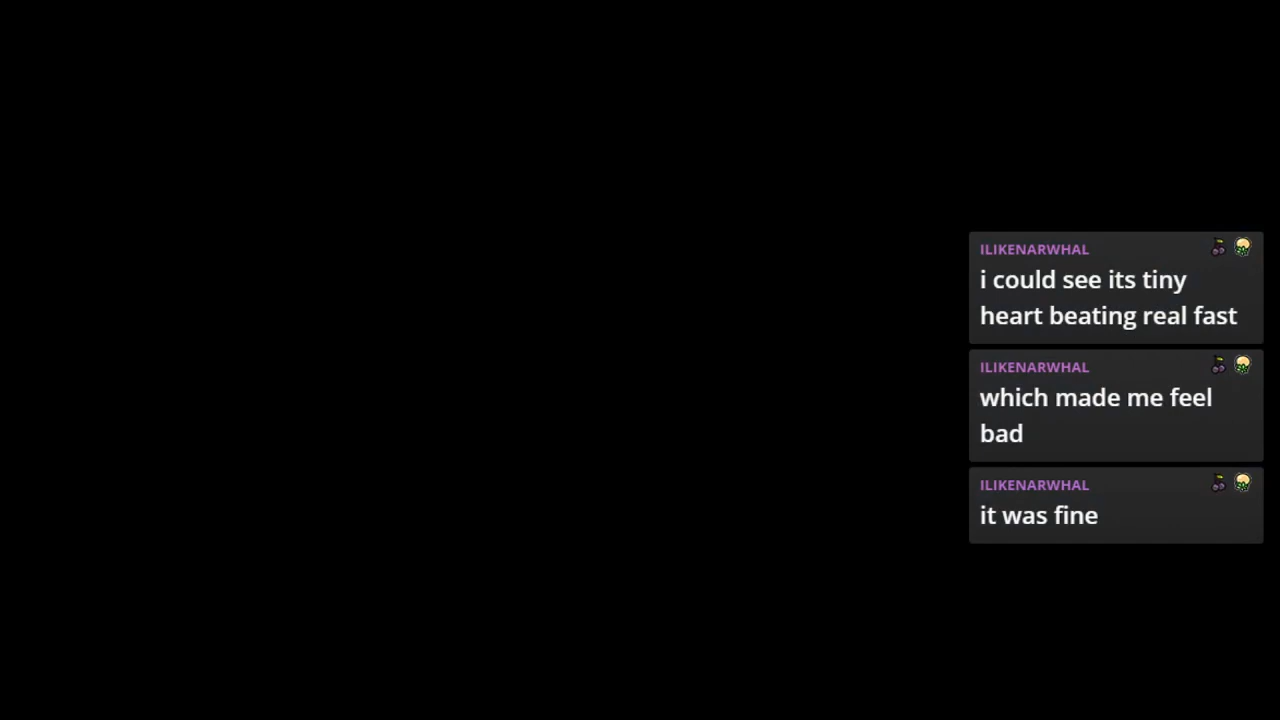 ILIKENARWHAL
i could see its tiny
heart beating real fast
ILIKENARWHAL
which made me feel
bad
ILIKENARWHAL
it was fine